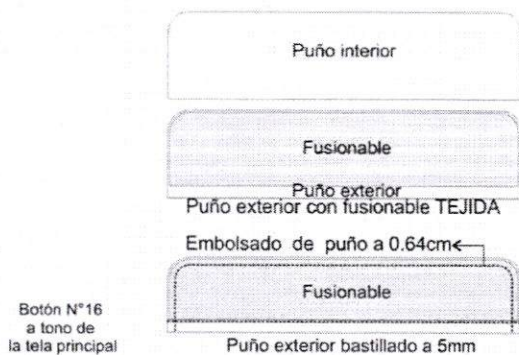 Puño interior
Fusionable
Puño exterior
Puño exterior con fusionable TEJIDA
Embolsado de puño a 0.64cm
Fusionable
Botón N°16
a tono de
la tela principal
Puño exterior bastillado a 5mm